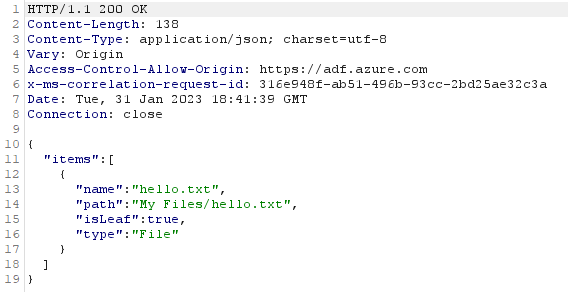 1 HTTP/1.1 200 OK
2 Content-Length: 138
3 Content-Type: application/json; charset=utf-8
4 Vary: Origin
5 Access-Control-Allow-Origin: https://adf.azure.com
6 x-ms-correlation-request-id: 316e948f-ab51-496b-93cc-2bd25ae32c3a
7 Date: Tue, 31 Jan 2023 18:41:39 GMT
8 Connection: close
9
10 {
11   "items":[
12     {
13       "name":"hello.txt",
14       "path":"My Files/hello.txt",
15       "isLeaf":true,
16       "type":"File"
17     }
18   ]
19 }